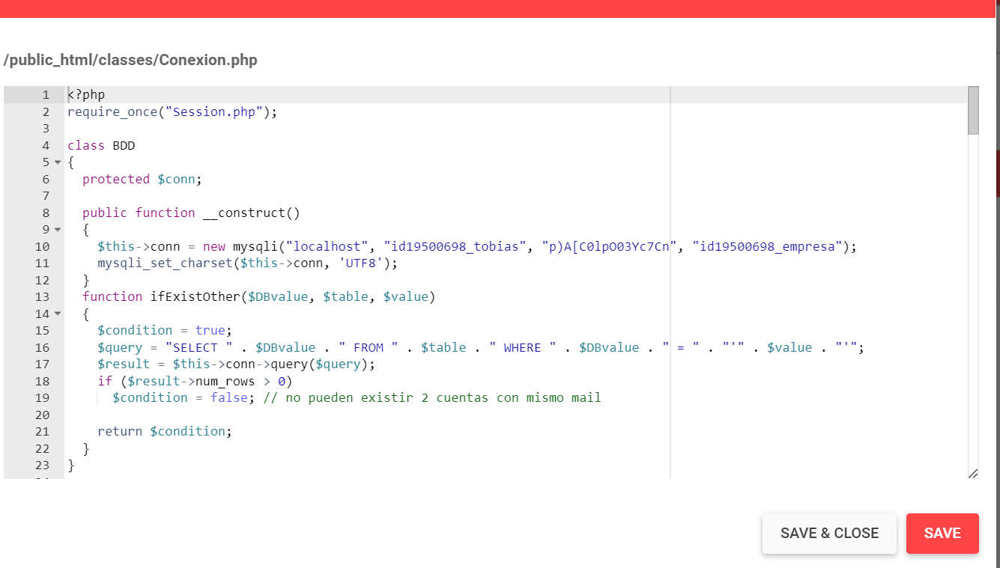 /public_html/classes/Conexion.php
1 <?php
2 require_once("Session.php");
3
4 class BDD
5 {
6 protected $conn;
7
8 public function __construct()
9 {
10 $this->conn = new mysqli("localhost", "id19500698_tobias", "p)A[C0lpO03Yc7Cn", "id19500698_empresa");
11 mysqli_set_charset($this->conn, 'UTF8');
12 }
13 function ifExistOther($DBvalue, $table, $value)
14 {
15 $condition = true;
16 $query = "SELECT " . $DBvalue . " FROM " . $table . " WHERE " . $DBvalue . " = " . "'" . $value . "'";
17 $result = $this->conn->query($query);
18 if ($result->num_rows > 0)
19 $condition = false; // no pueden existir 2 cuentas con mismo mail
20
21 return $condition;
22 }
23 }
SAVE & CLOSE
SAVE